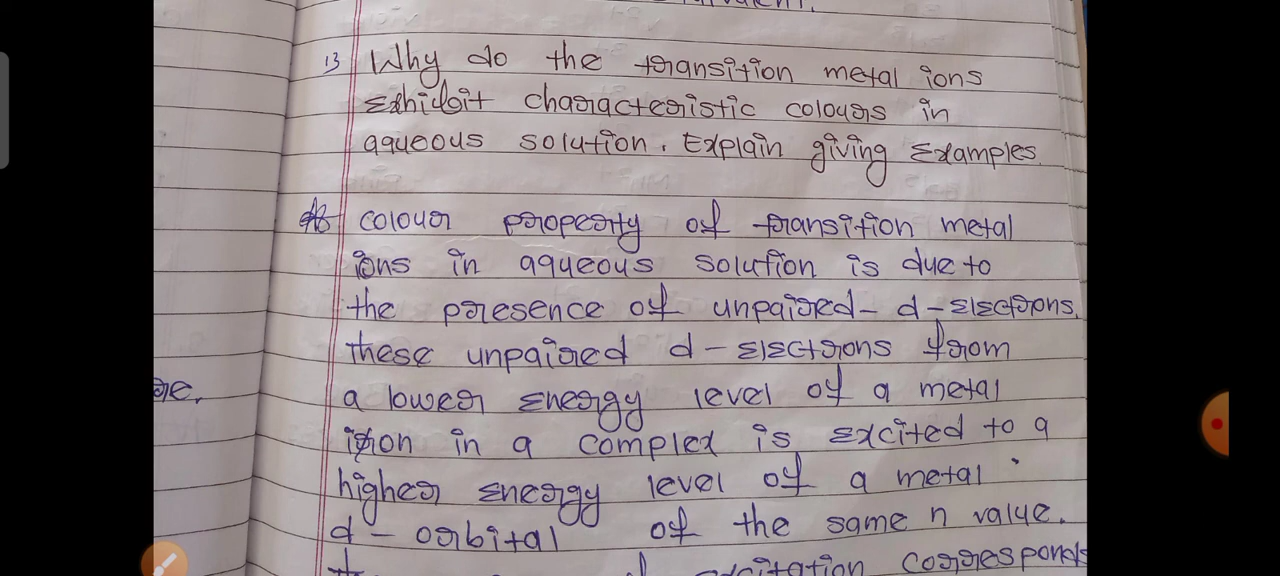 13 Why do the transition metal ions
Exhibit characteristic colours in
aqueous solution. Explain giving Examples.
colour property of transition metal
ions in aqueous solution is due to
the presence of unpaired d-electrons.
these unpaired d-electrons from
a lower energy level of a metal
re.
ion in a complex is excited to a
higher energy level of a metal
d-orbital of the same n value.
corresponds